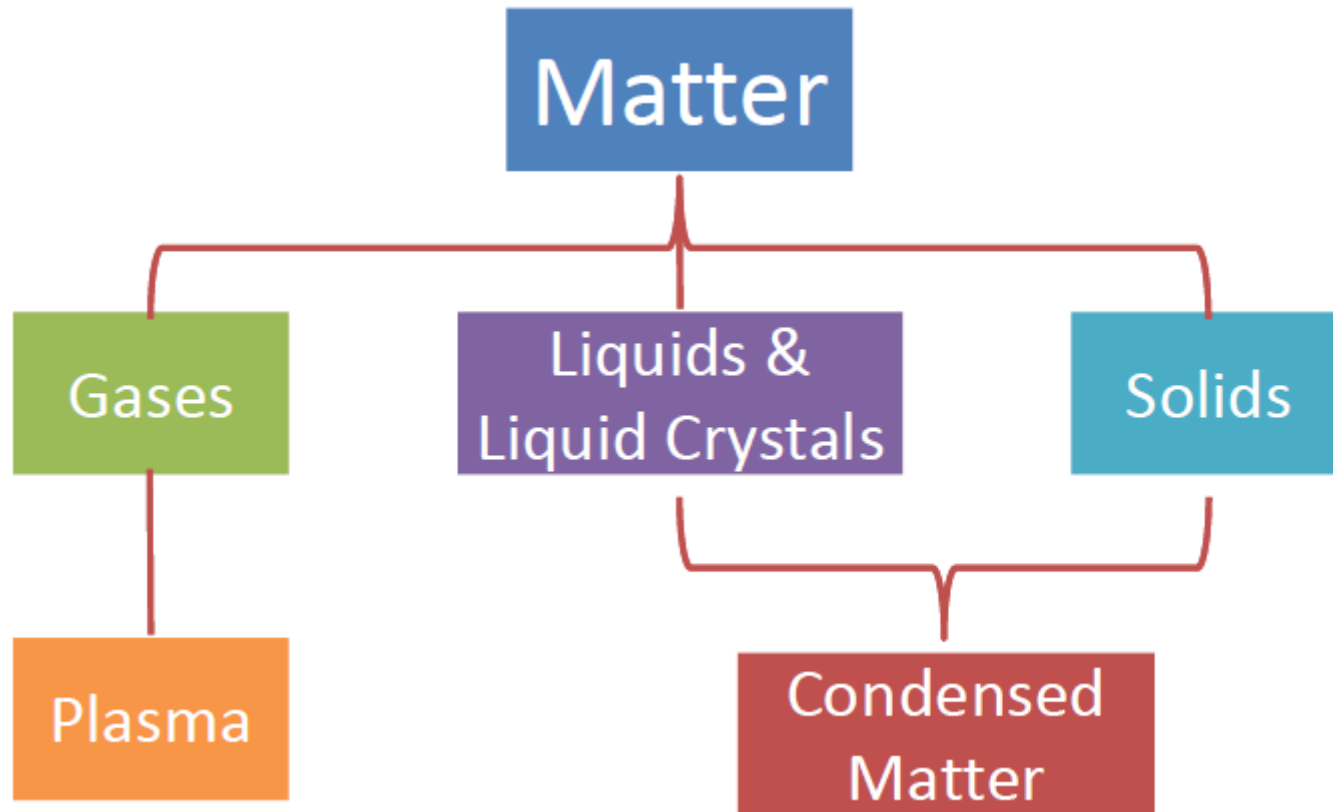 Matter
Gases
Liquids &
Liquid Crystals
Solids
Plasma
Condensed
Matter